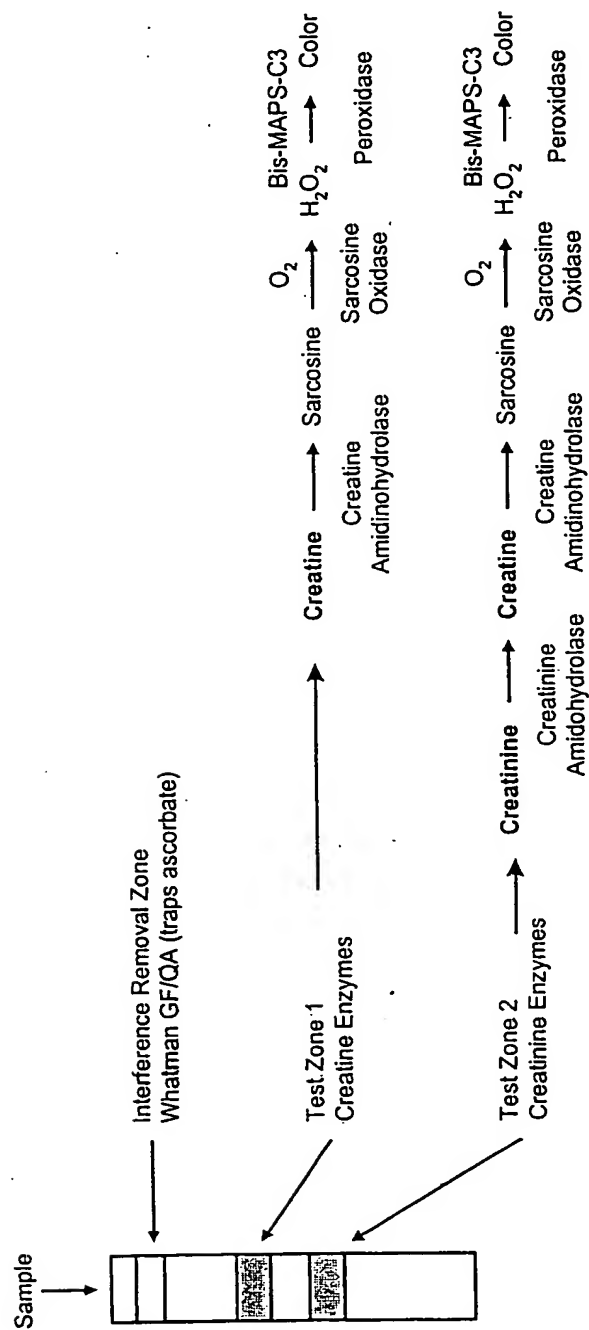 Sample
Interference Removal Zone
Whatman GF/QA (traps ascorbate)
Test Zone 1
Creatine Enzymes
Creatine
Sarcosine
O₂
H₂O₂
Bis-MAPS-C3
Color
Creatine
Amidinohydrolase
Sarcosine
Oxidase
Peroxidase
Test Zone 2
Creatinine Enzymes
Creatinine
Creatine
Sarcosine
O₂
H₂O₂
Bis-MAPS-C3
Color
Creatinine
Amidohydrolase
Creatine
Amidinohydrolase
Sarcosine
Oxidase
Peroxidase